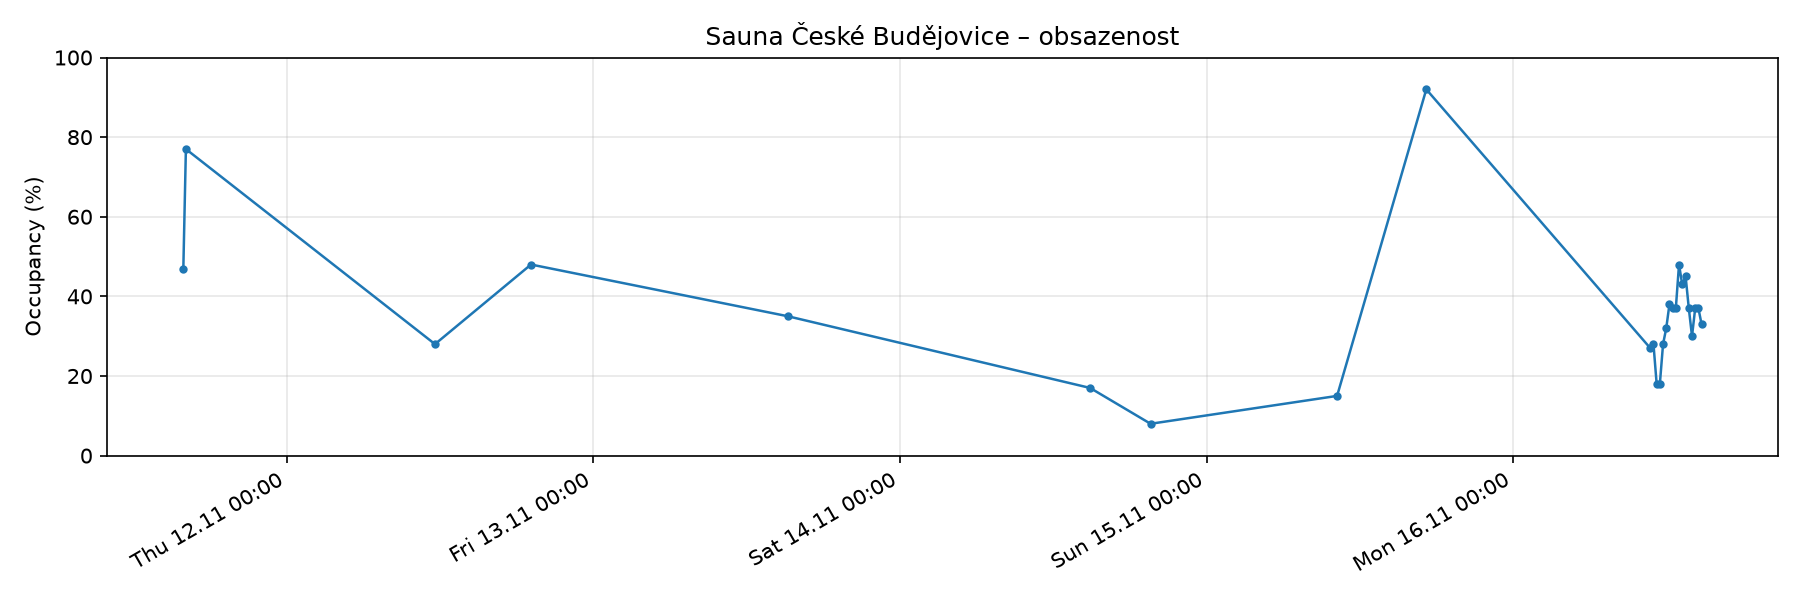 Sauna České Budějovice – obsazenost
Occupancy (%)
100
80
60
40
20
0
Thu 12.11 00:00
Fri 13.11 00:00
Sat 14.11 00:00
Sun 15.11 00:00
Mon 16.11 00:00